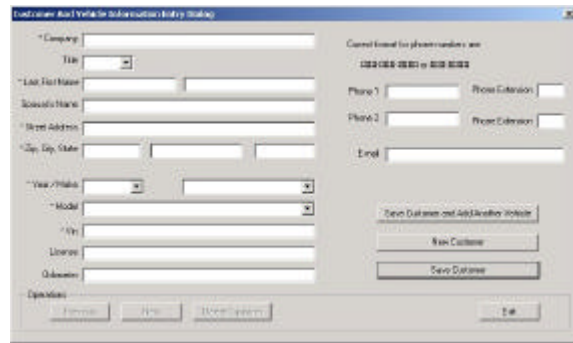 Customer And Vehicle Information Entry Dialog
* Company
Title
* Last, First Name
Spouse's Name
* Street Address
* Zip, City, State
* Year / Make
* Model
* Vin
License
Odometer
Correct format for phone numbers are:
Phone 1
Phone Extension
Phone 2
Phone Extension
E-mail
Save Customer and Add Another Vehicle
New Customer
Save Customer
Operations
Exit